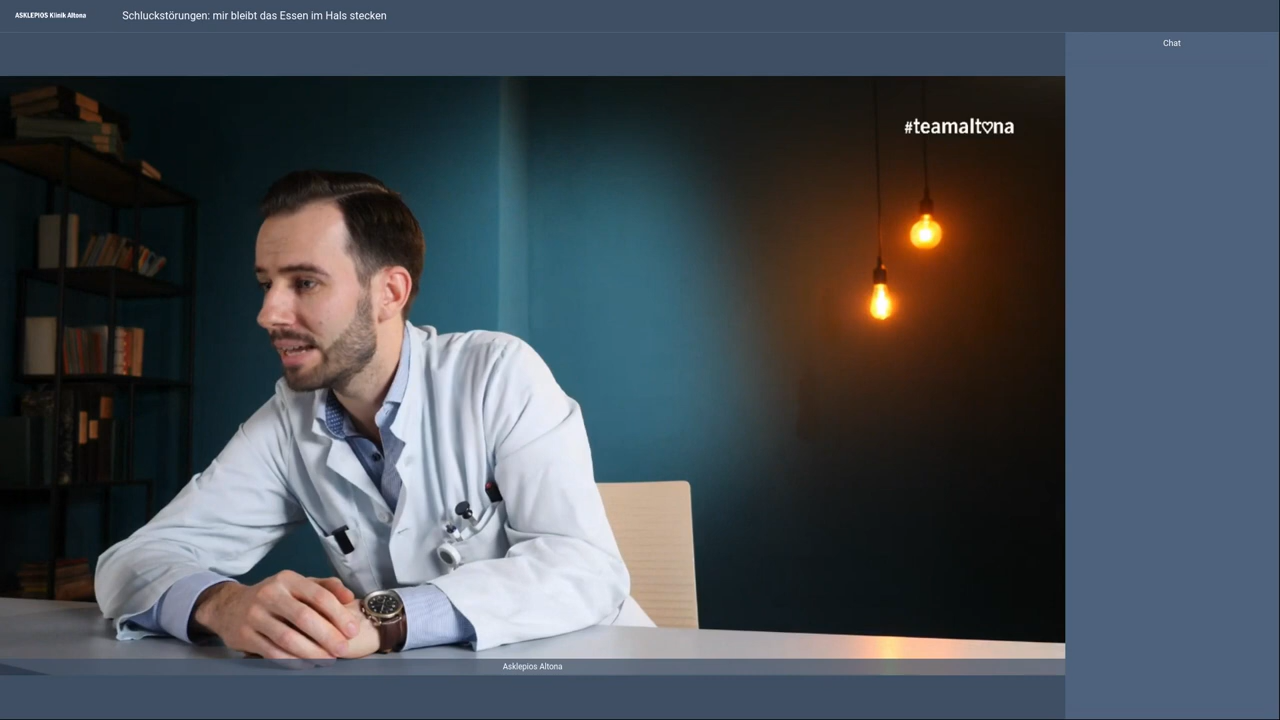 ASKLEPIOS Klinik Altona
Schluckstörungen: mir bleibt das Essen im Hals stecken
Chat
#teamaltona
Asklepios Altona